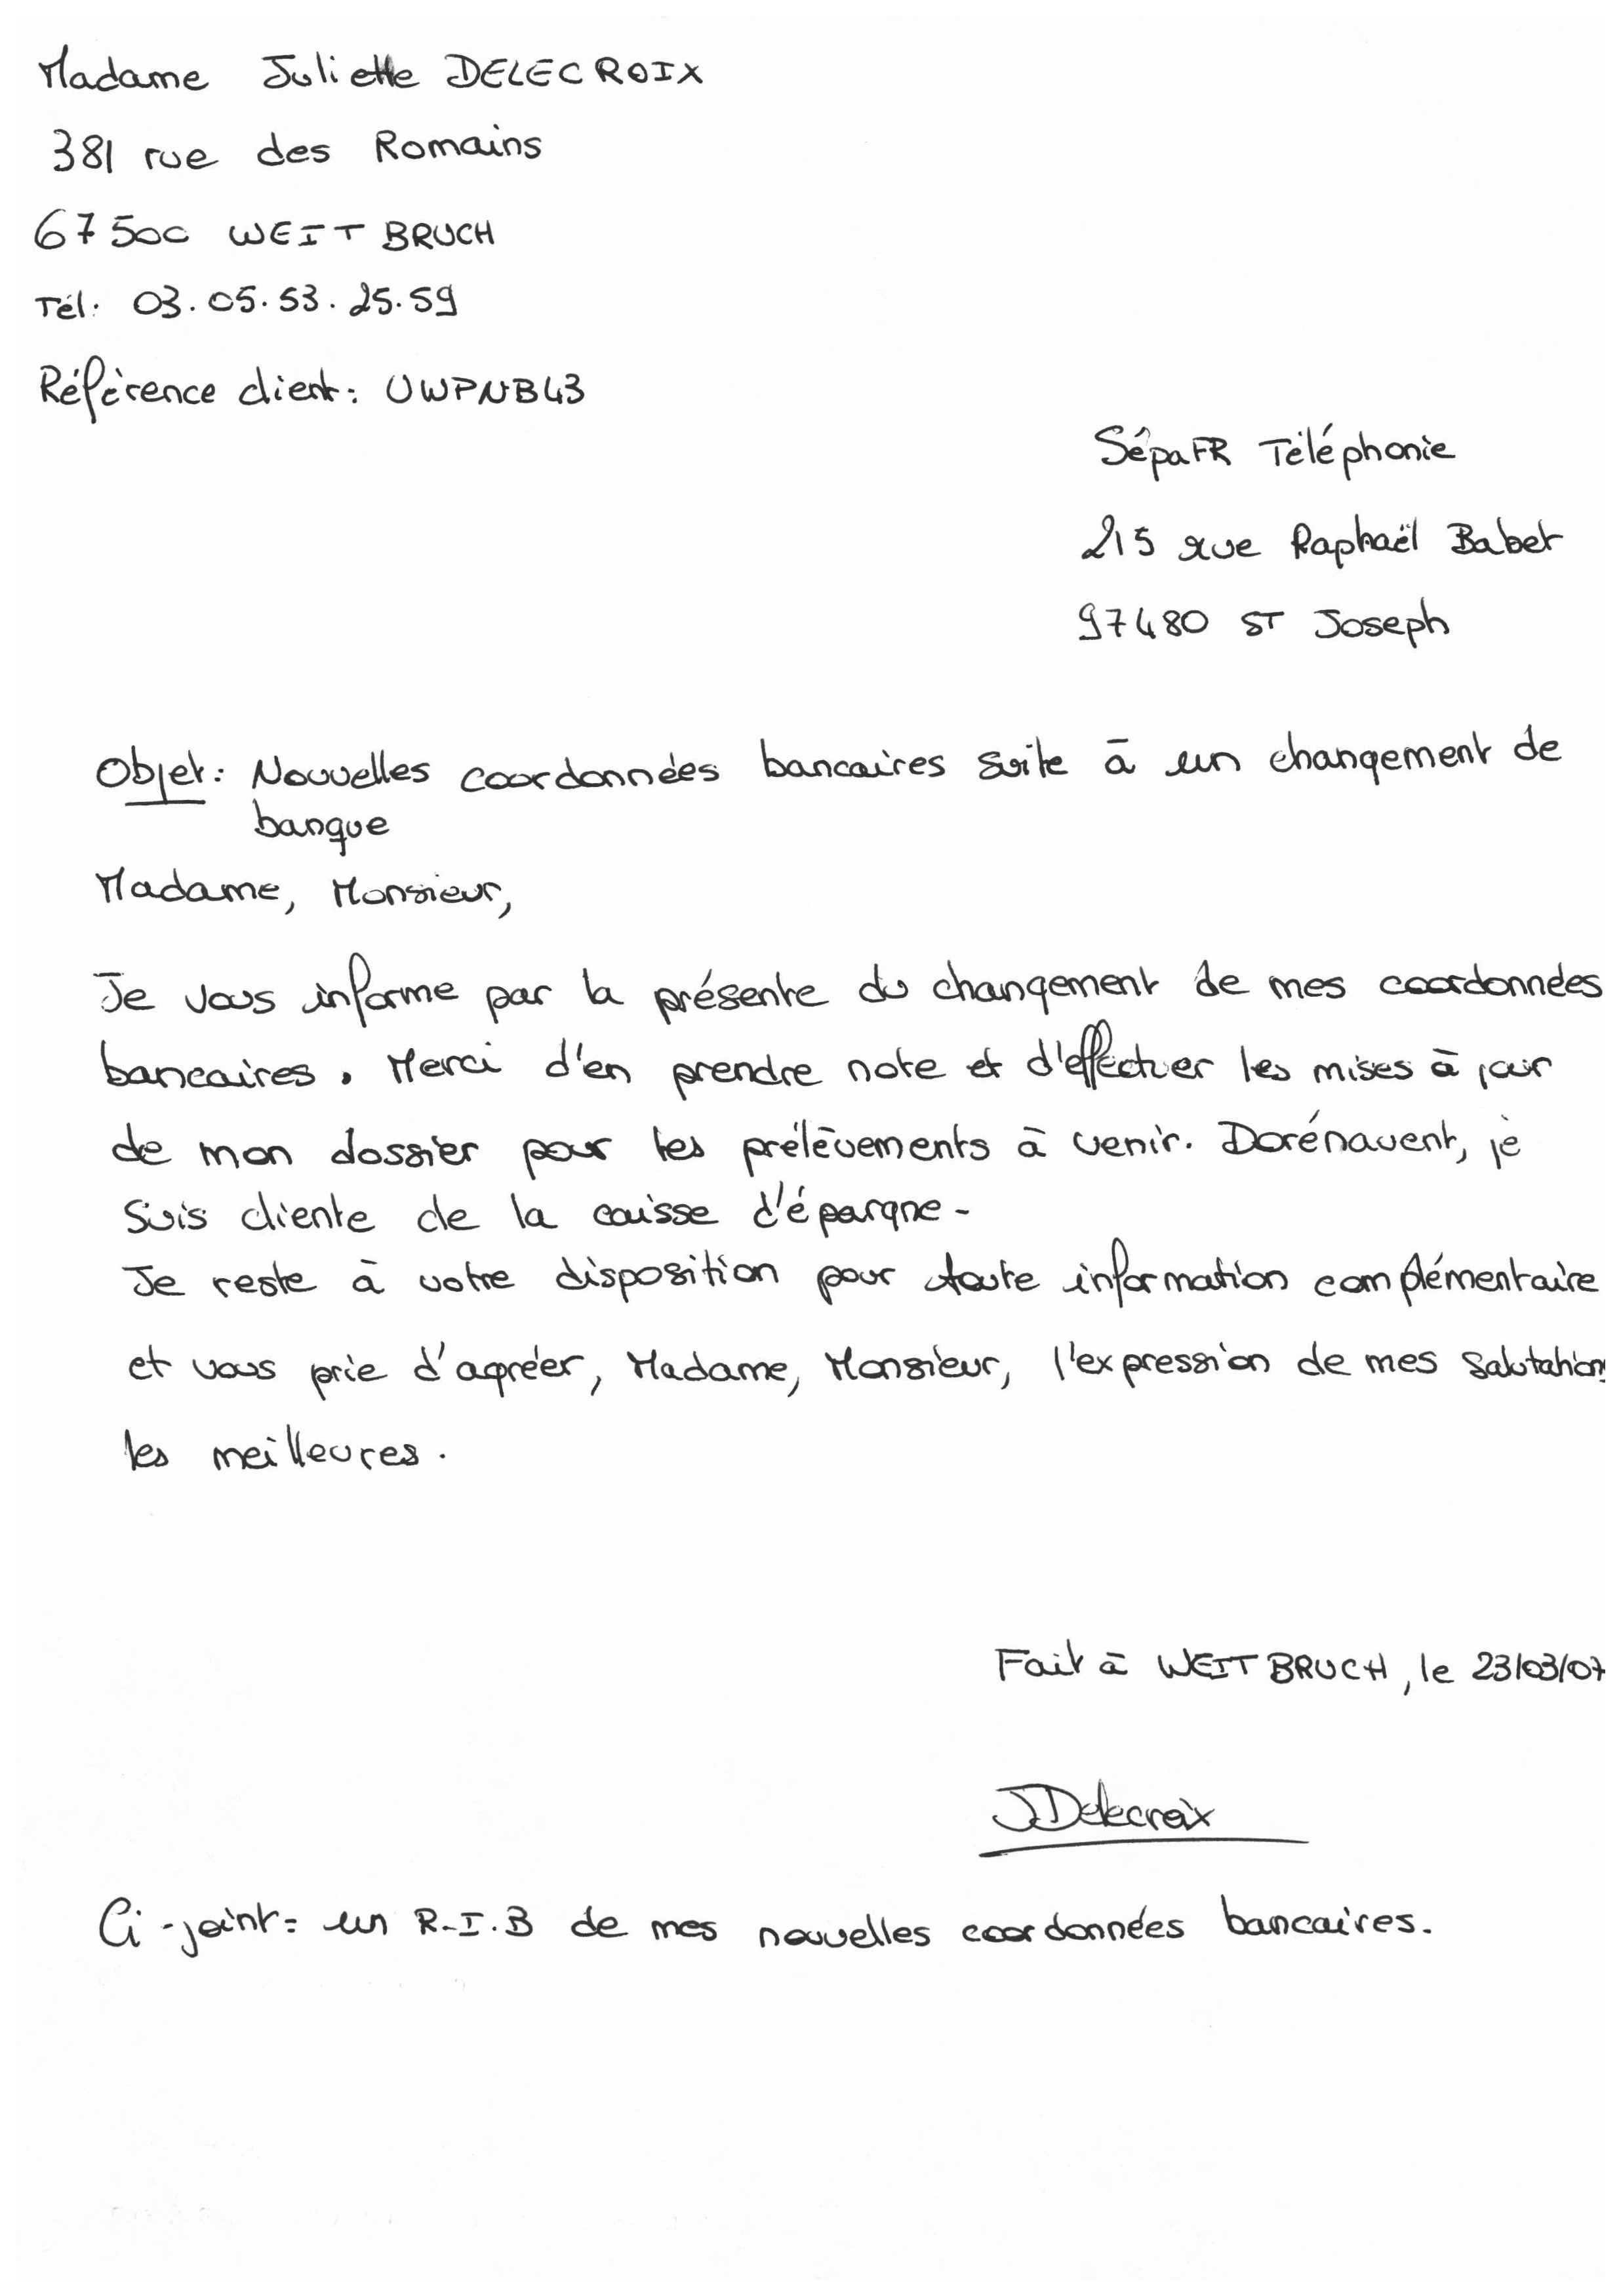 Madame Juliette DELECROIX
381 rue des Romains
67500 WEITBRUCH
Tél: 03.05.53.25.59
Référence client: UWPNB43
SépaFR Téléphonie
215 rue Raphaël Babet
97480 ST Joseph
Objet: Nouvelles coordonnées bancaires suite à un changement de
banque
Madame, Monsieur,
Je vous informe par la présente du changement de mes coordonnées
bancaires. Merci d'en prendre note et d'effectuer les mises à jour
de mon dossier pour les prélèvements à venir. Dorénavent, je
suis cliente de la caisse d'épargne.
Je reste à votre disposition pour toute information complémentaire
et vous prie d'agréer, Madame, Monsieur, l'expression de mes salutations
les meilleures.
Fait à WEITBRUCH, le 23/03/07
JDelecroix
Ci-joint: un R.I.B de mes nouvelles coordonnées bancaires.